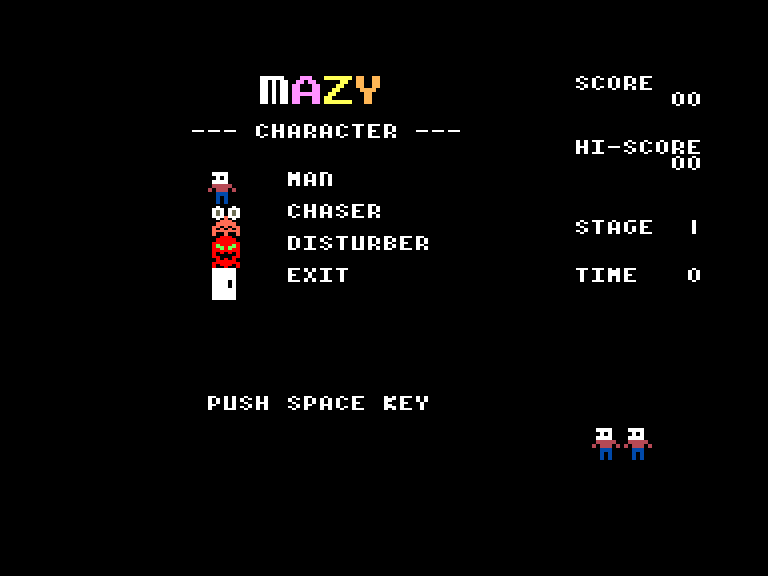 MAZY
--- CHARACTER ---
MAN
CHASER
DISTURBER
EXIT
PUSH SPACE KEY
SCORE
00
HI-SCORE
00
STAGE 1
TIME 0